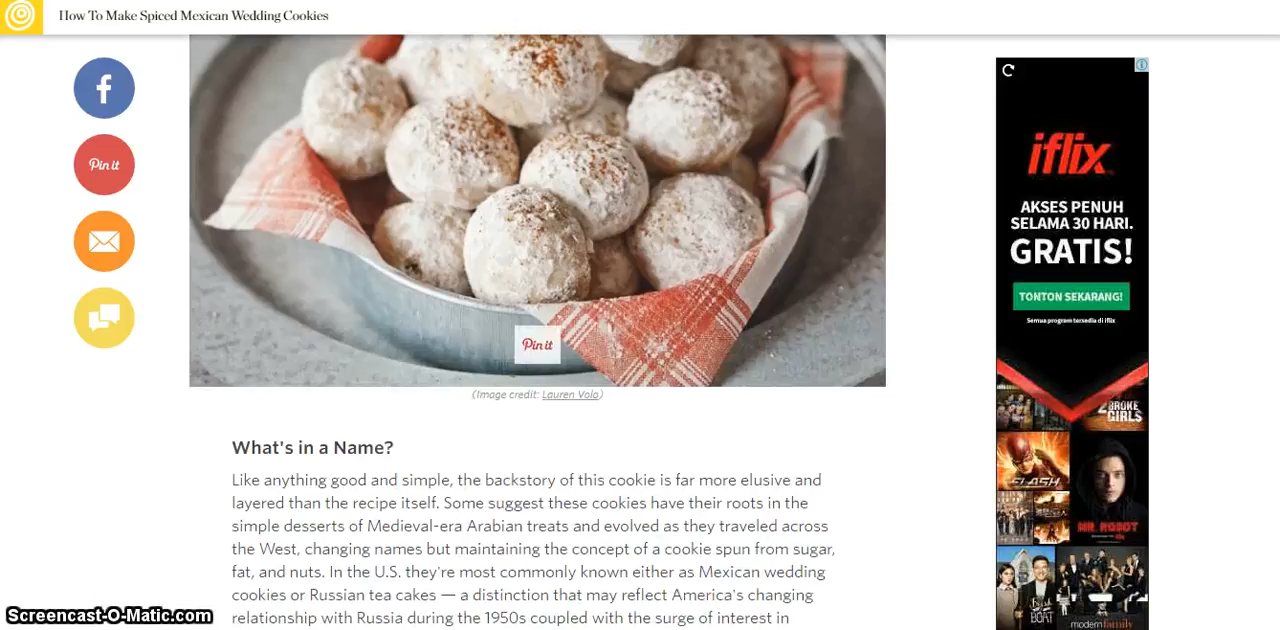 How To Make Spiced Mexican Wedding Cookies
Pin it
Pin it
(Image credit: Lauren Volo)
What's in a Name?
Like anything good and simple, the backstory of this cookie is far more elusive and
layered than the recipe itself. Some suggest these cookies have their roots in the
simple desserts of Medieval-era Arabian treats and evolved as they traveled across
the West, changing names but maintaining the concept of a cookie spun from sugar,
fat, and nuts. In the U.S. they're most commonly known either as Mexican wedding
cookies or Russian tea cakes — a distinction that may reflect America's changing
relationship with Russia during the 1950s coupled with the surge of interest in
iflix
AKSES PENUH
SELAMA 30 HARI.
GRATIS!
TONTON SEKARANG!
Semua program tersedia di iflix
2 BROKE
GIRLS
FLASH
MR. ROBOT
modern family
Screencast-O-Matic.com